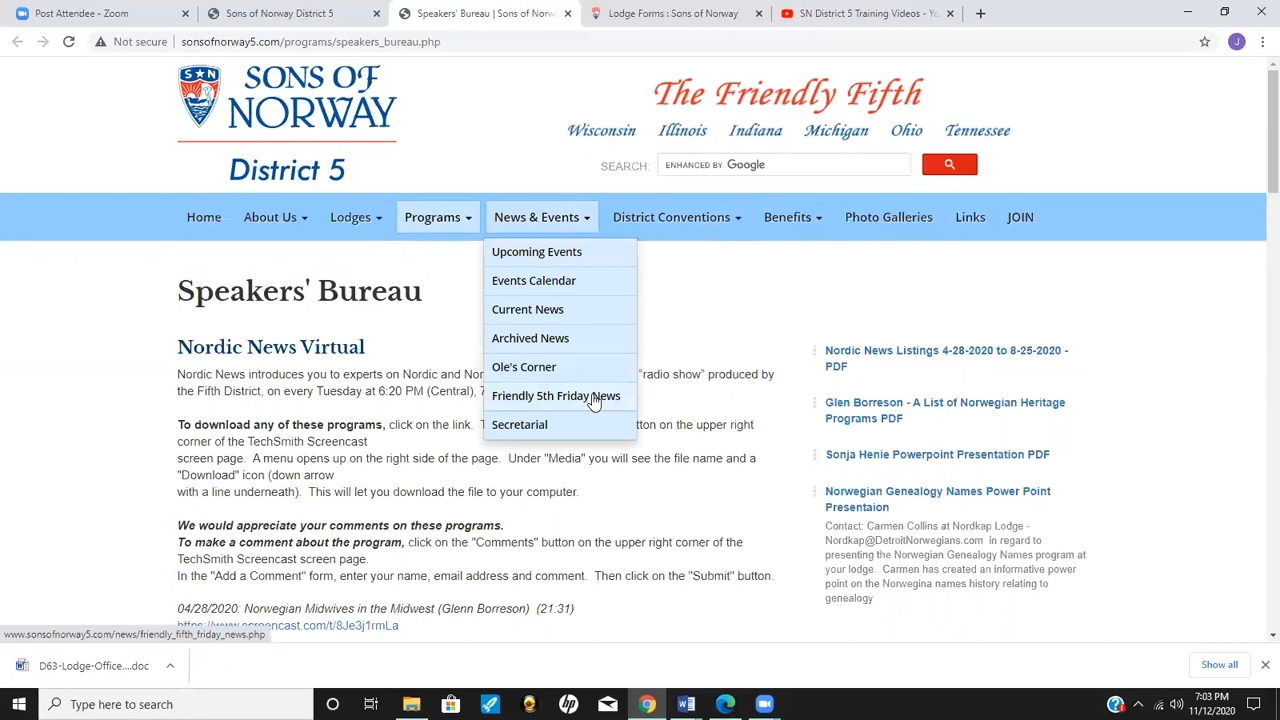 Post Attendee - Zoom
Sons of Norway District 5
Speakers' Bureau | Sons of Norw
Lodge Forms : Sons of Norway
SN District 5 Training Videos - Yo
Not secure | sonsofnorway5.com/programs/speakers_bureau.php
J
S N
SONS OF
NORWAY
District 5
The Friendly Fifth
Wisconsin Illinois Indiana Michigan Ohio Tennessee
SEARCH: ENHANCED BY Google
Home About Us Lodges Programs News & Events District Conventions Benefits Photo Galleries Links JOIN
Upcoming Events
Events Calendar
Current News
Archived News
Ole's Corner
Friendly 5th Friday News
Secretarial
Speakers' Bureau
Nordic News Virtual
Nordic News introduces you to experts on Nordic and Nor "radio show" produced by
the Fifth District, on every Tuesday at 6:20 PM (Central), 7
To download any of these programs, click on the link. T utton on the upper right
corner of the TechSmith Screencast
screen page. A menu opens up on the right side of the page. Under "Media" you will see the file name and a
"Download" icon (down arrow
with a line underneath). This will let you download the file to your computer.
We would appreciate your comments on these programs.
To make a comment about the program, click on the "Comments" button on the upper right corner of the
TechSmith Screencast screen page.
In the "Add a Comment" form, enter your name, email address and comment. Then click on the "Submit" button.
04/28/2020: Norwegian Midwives in the Midwest (Glenn Borreson) (21:31)
https://www.screencast.com/t/8Je3j1rmLa
Nordic News Listings 4-28-2020 to 8-25-2020 -
PDF
Glen Borreson - A List of Norwegian Heritage
Programs PDF
Sonja Henie Powerpoint Presentation PDF
Norwegian Genealogy Names Power Point
Presentaion
Contact: Carmen Collins at Nordkap Lodge -
Nordkap@DetroitNorwegians.com in regard to
presenting the Norwegian Genealogy Names program at
your lodge. Carmen has created an informative power
point on the Norwegina names history relating to
genealogy
www.sonsofnorway5.com/news/friendly_fifth_friday_news.php
D63-Lodge-Office....doc
Show all
Type here to search
7:03 PM
11/12/2020